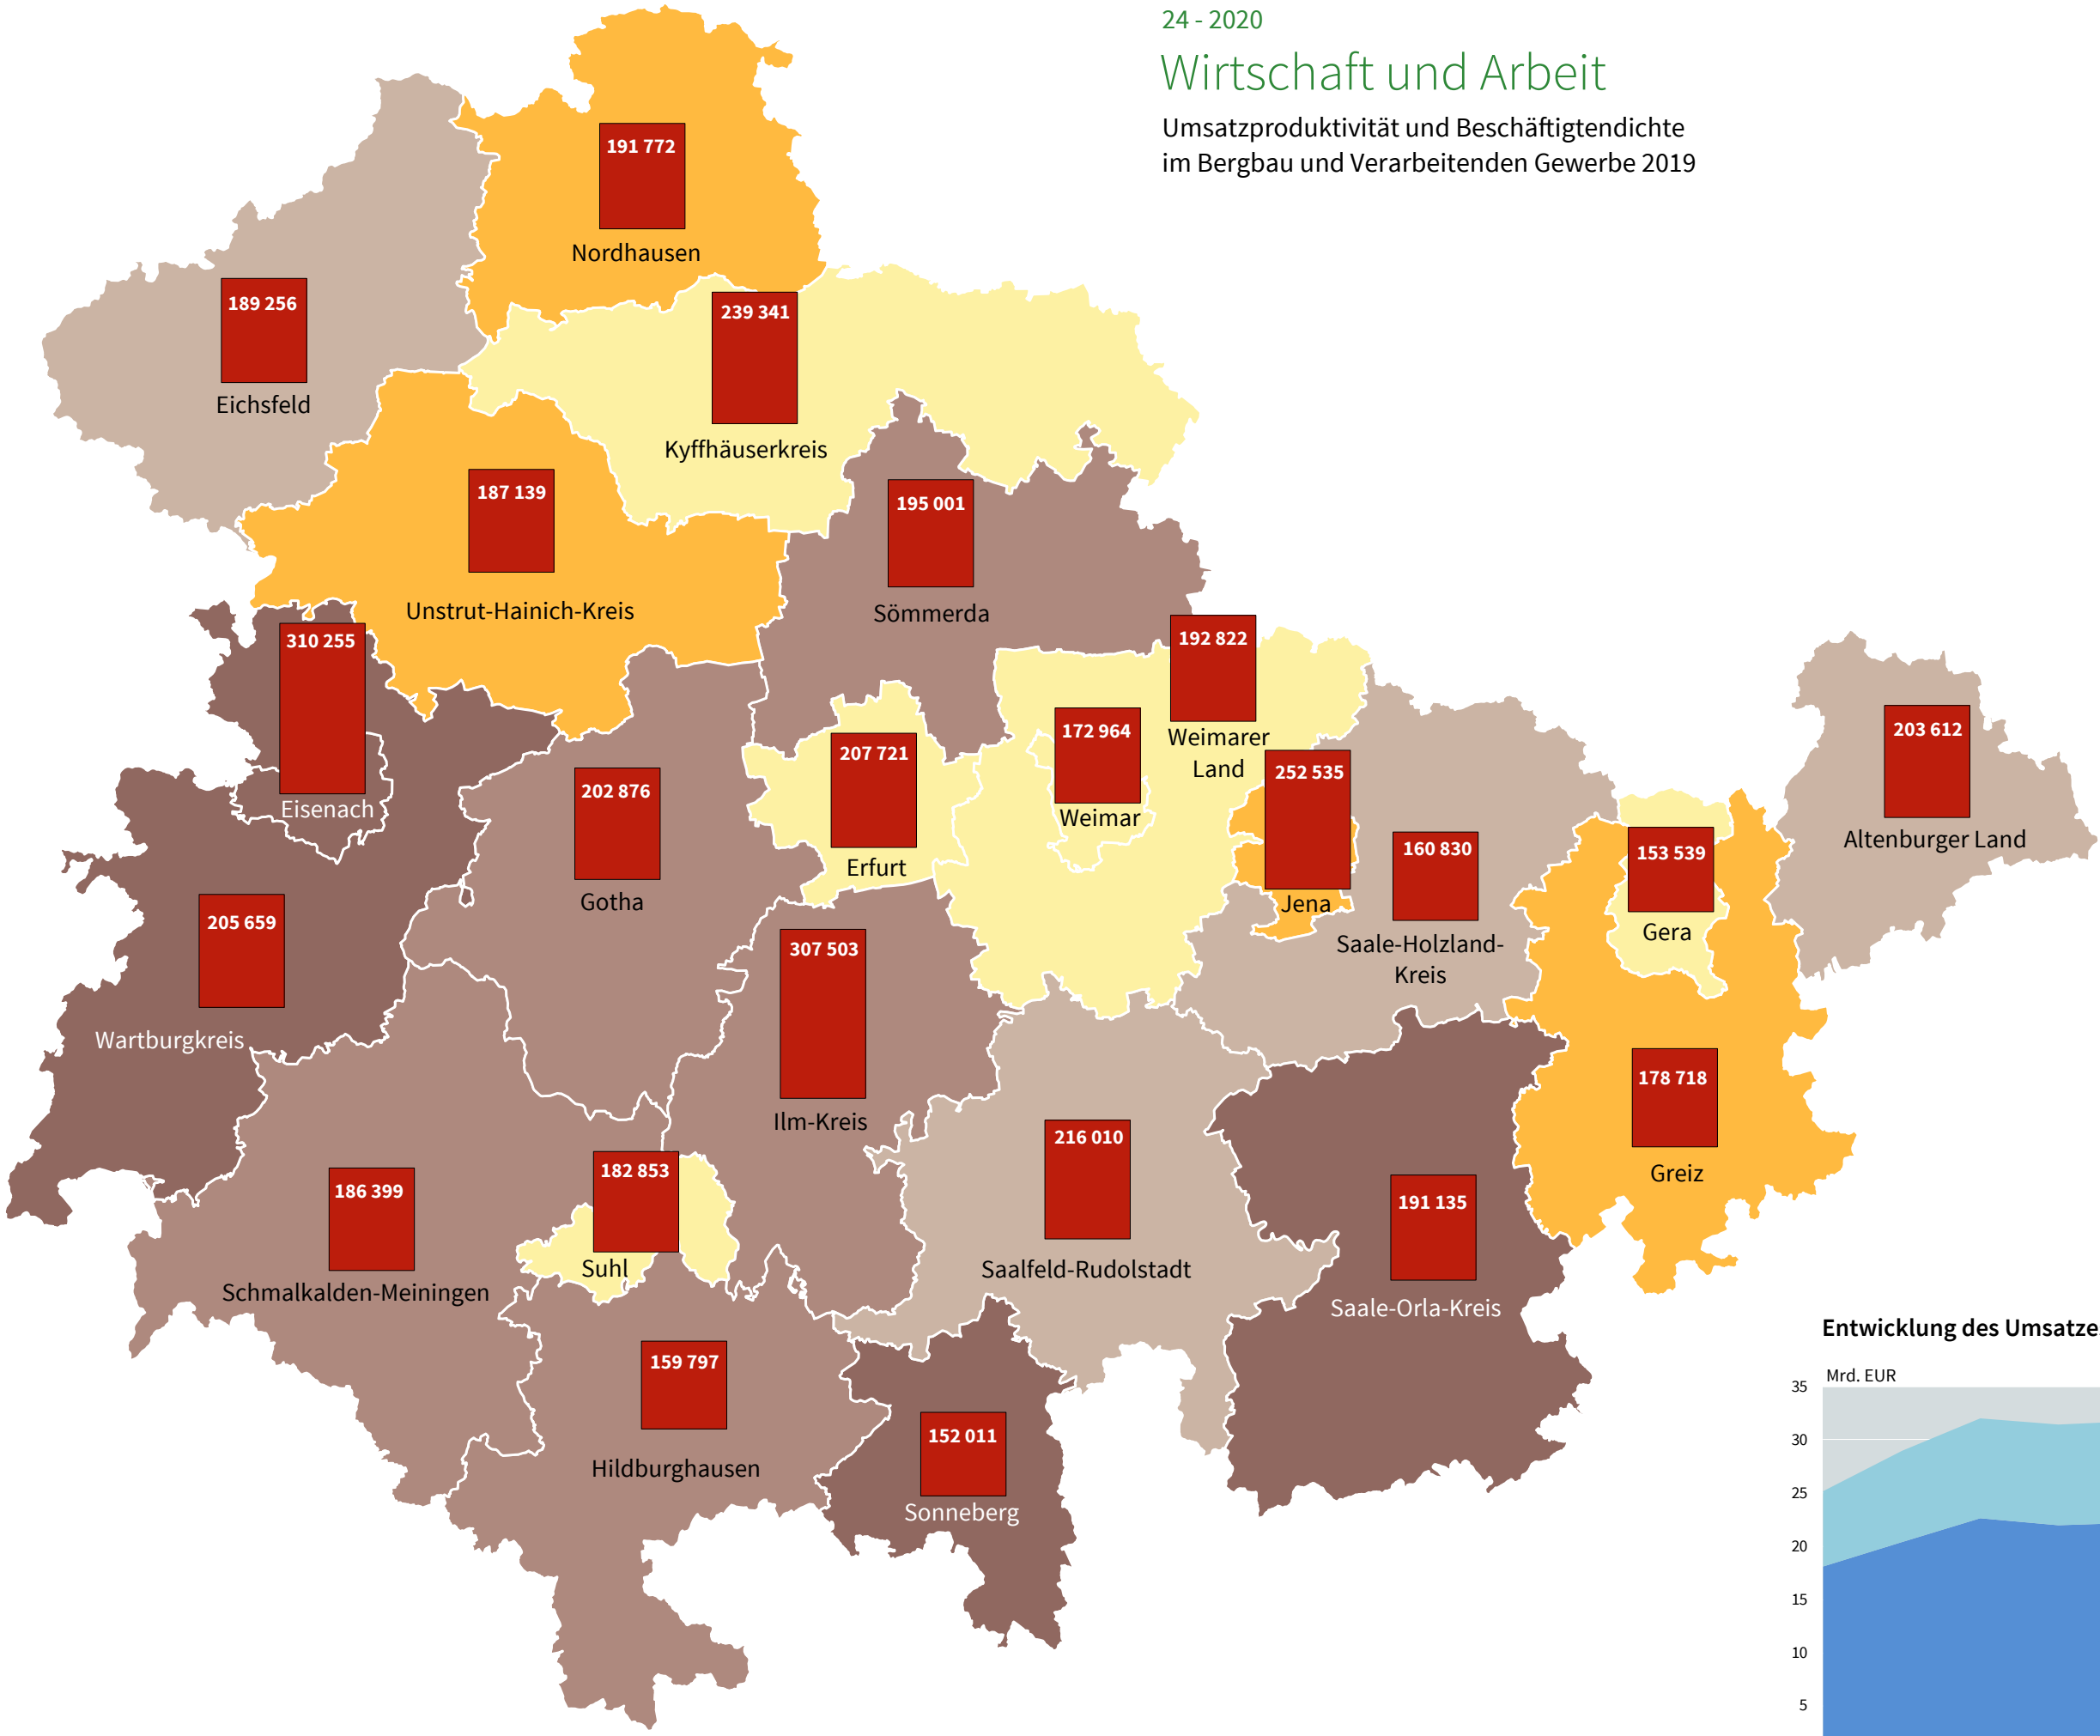 24 - 2020
Wirtschaft und Arbeit
Umsatzproduktivität und Beschäftigtendichte
im Bergbau und Verarbeitenden Gewerbe 2019
191 772
Nordhausen
189 256
Eichsfeld
239 341
Kyffhäuserkreis
187 139
Unstrut-Hainich-Kreis
195 001
Sömmerda
310 255
Eisenach
192 822
Weimarer
Land
172 964
Weimar
207 721
Erfurt
202 876
Gotha
252 535
Jena
160 830
Saale-Holzland-
Kreis
153 539
Gera
203 612
Altenburger Land
205 659
Wartburgkreis
307 503
Ilm-Kreis
178 718
Greiz
216 010
Saalfeld-Rudolstadt
191 135
Saale-Orla-Kreis
186 399
Schmalkalden-Meiningen
182 853
Suhl
159 797
Hildburghausen
152 011
Sonneberg
Entwicklung des Umsatze
Mrd. EUR
35
30
25
20
15
10
5